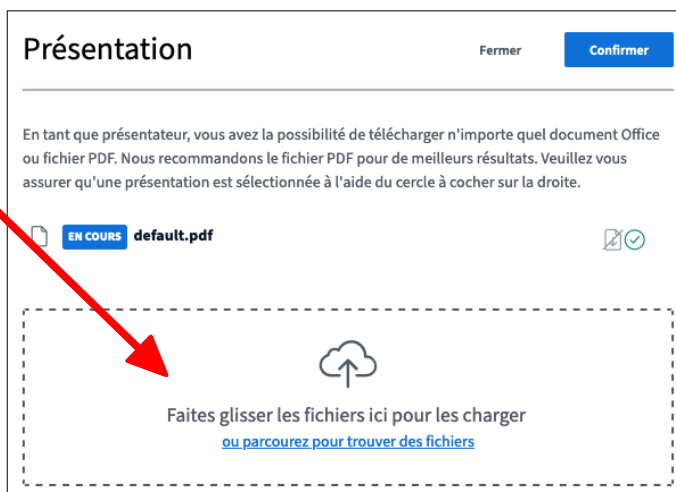 Présentation
Fermer
Confirmer
En tant que présentateur, vous avez la possibilité de télécharger n'importe quel document Office
ou fichier PDF. Nous recommandons le fichier PDF pour de meilleurs résultats. Veuillez vous
assurer qu'une présentation est sélectionnée à l'aide du cercle à cocher sur la droite.
EN COURS default.pdf
Faites glisser les fichiers ici pour les charger
ou parcourez pour trouver des fichiers